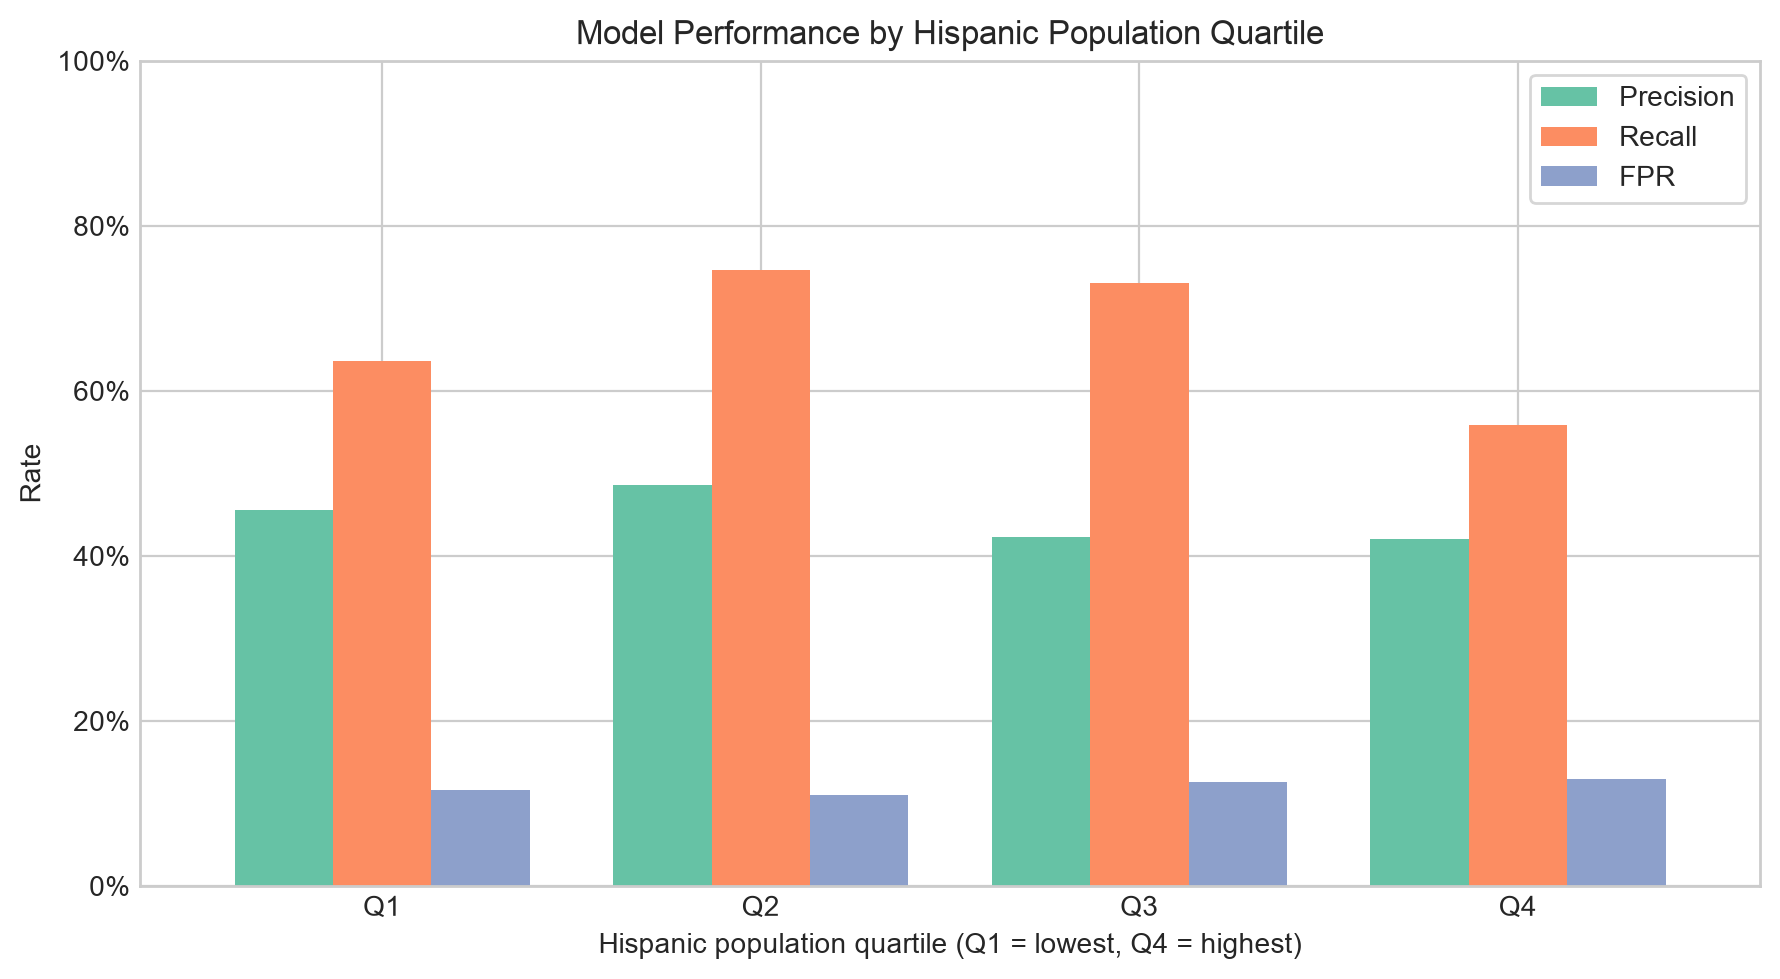 Model Performance by Hispanic Population Quartile
100%
80%
60%
40%
20%
0%
Rate
Precision
Recall
FPR
Q1
Q2
Q3
Q4
Hispanic population quartile (Q1 = lowest, Q4 = highest)